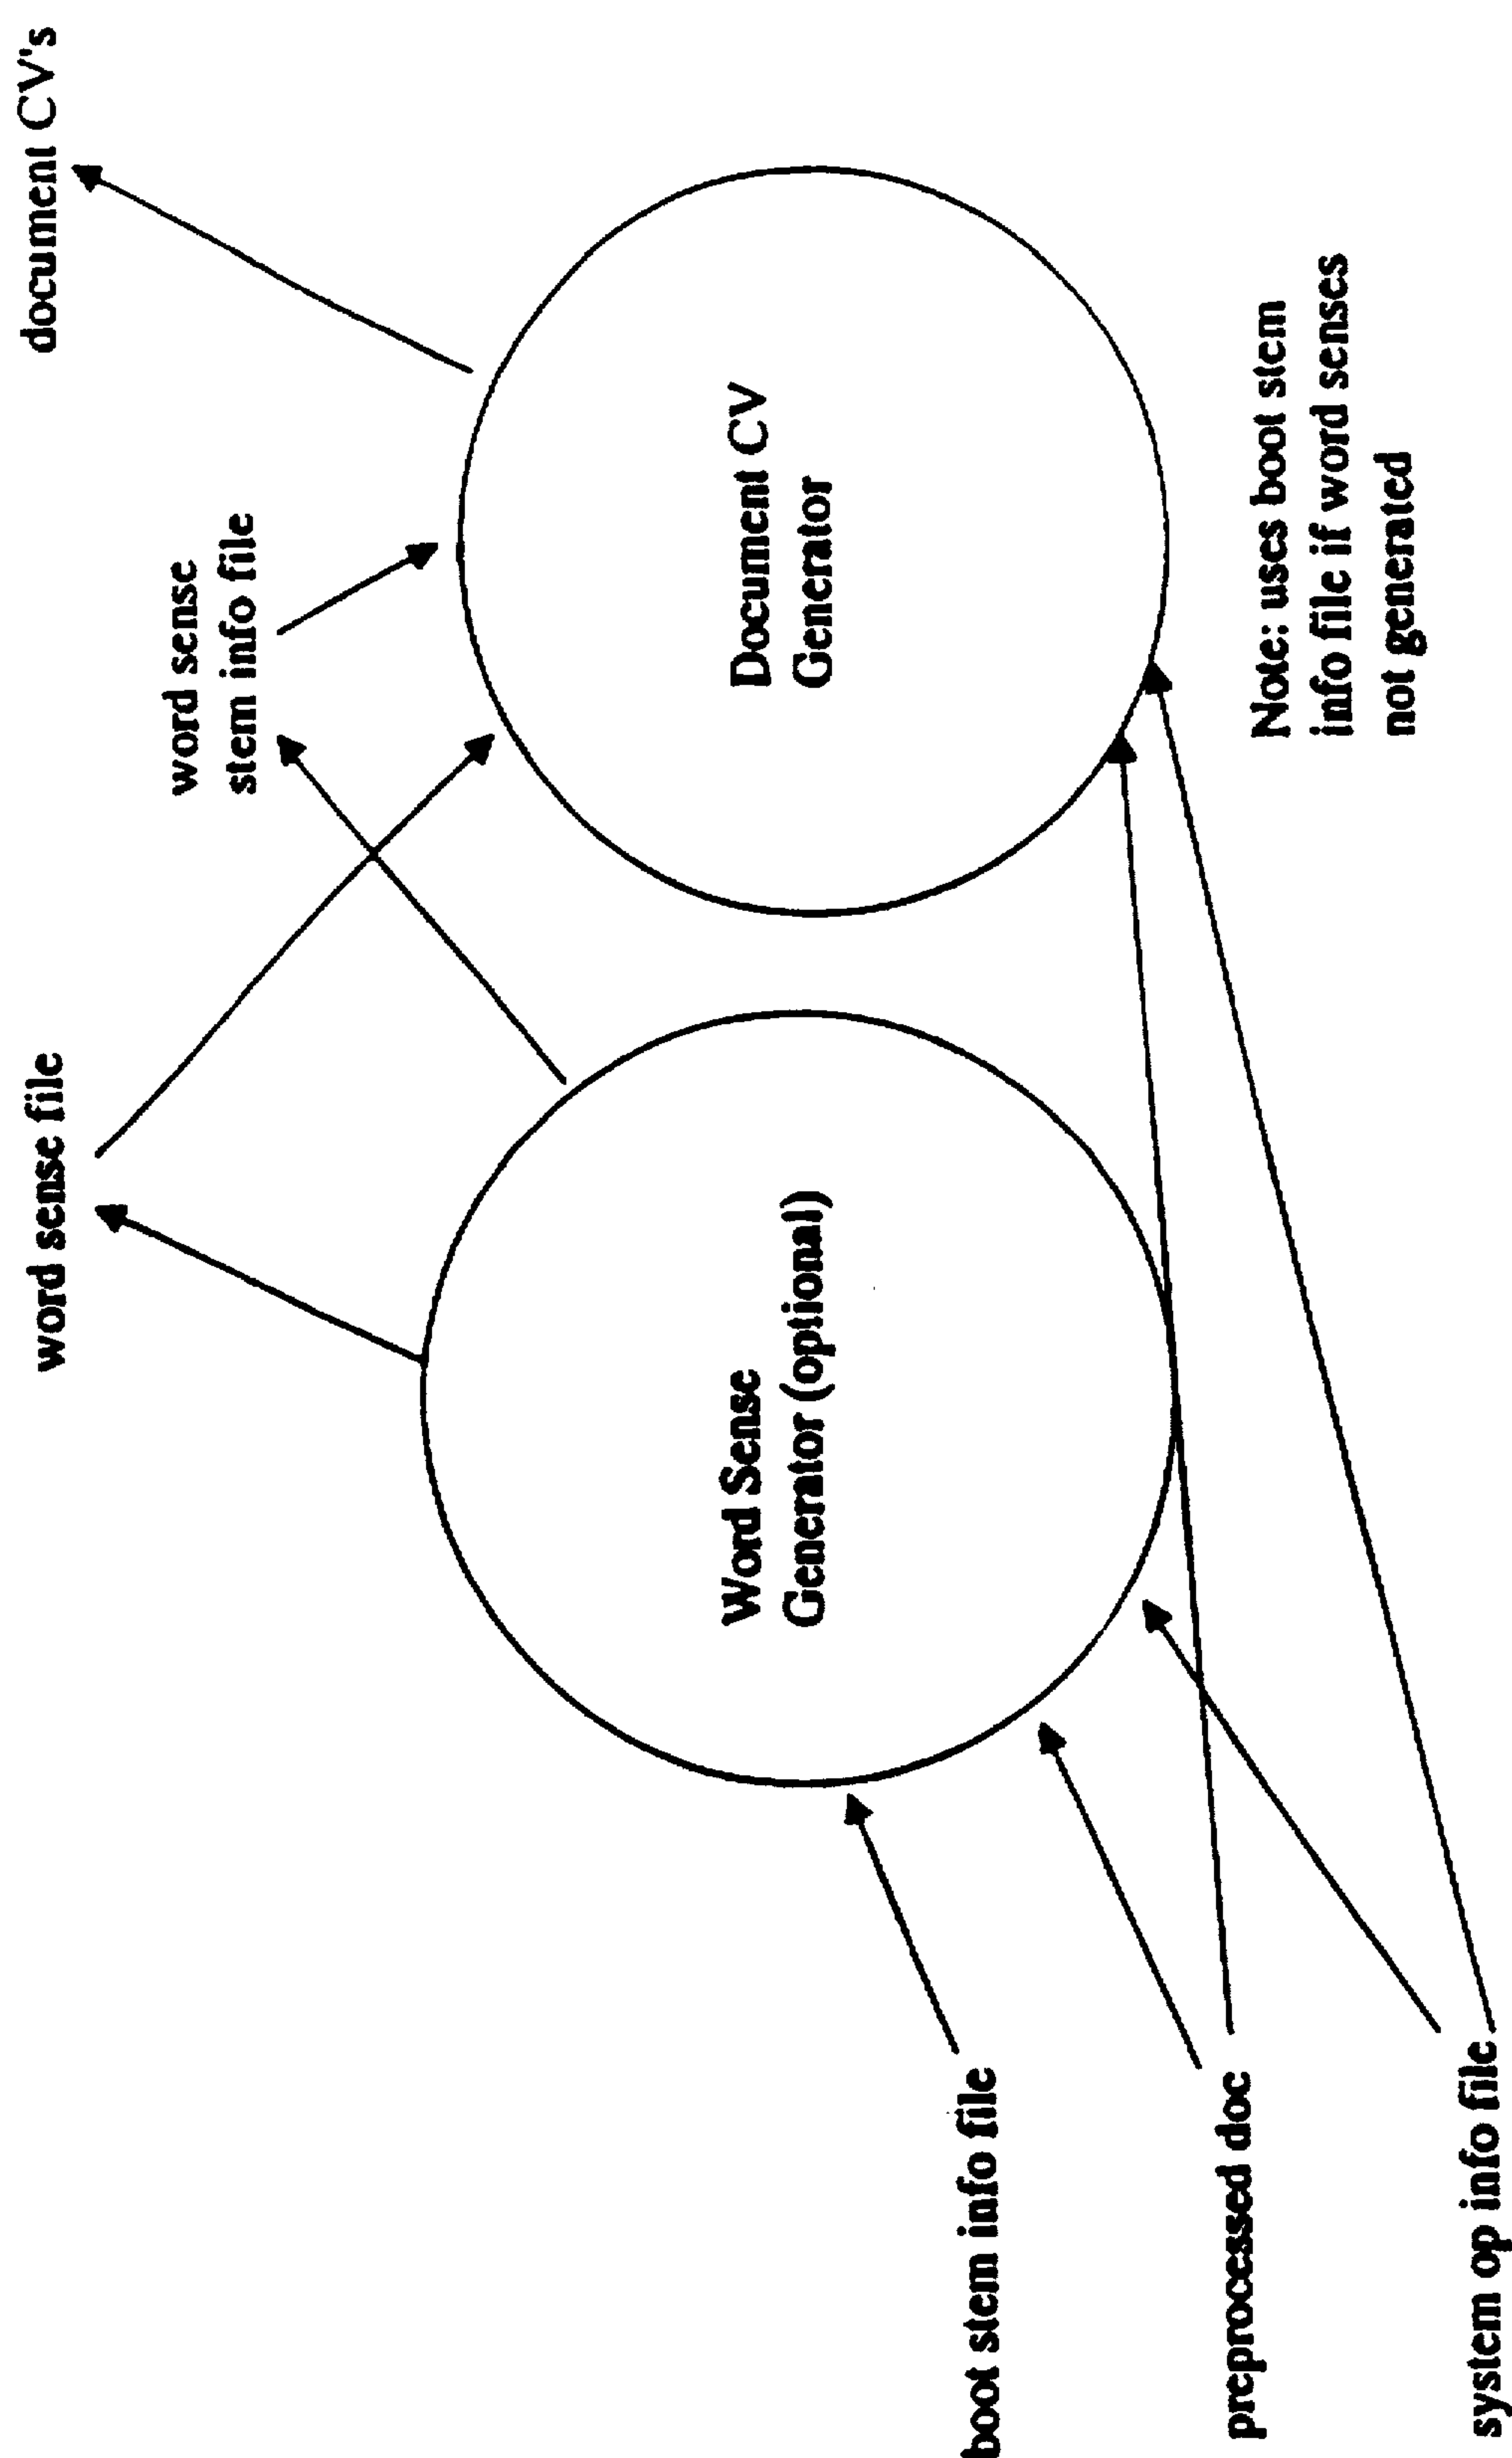 document CV's
word sense file
word sense
stem info file
Word Sense
Generator (optional)
Document CV
Generator
boot stem info file
preprocessed doc
system op info file
Note: uses boot stem
info file if word senses
not generated